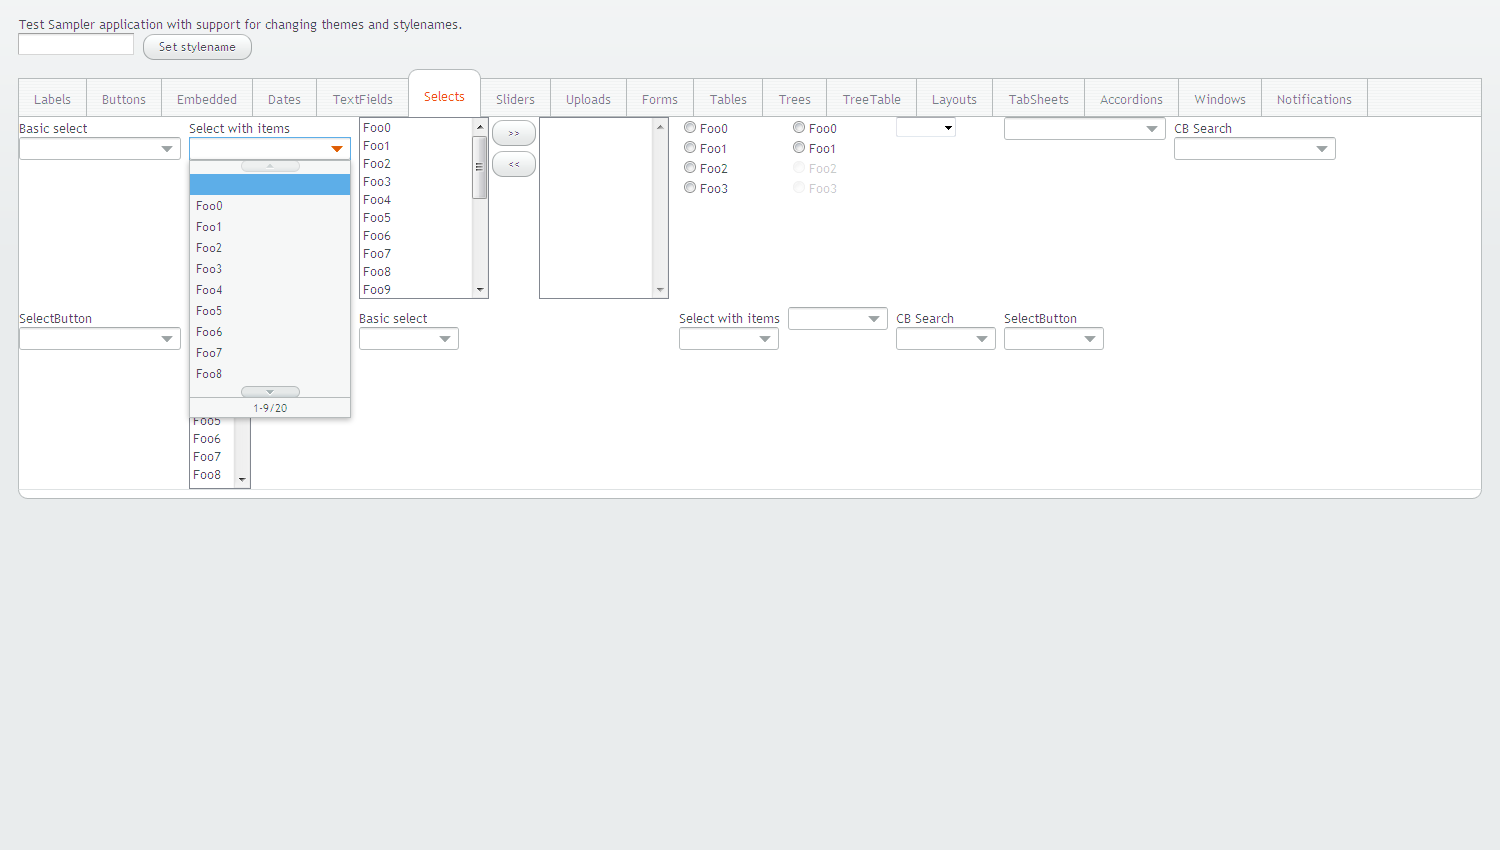 Test Sampler application with support for changing themes and stylenames.
Set stylename
Labels Buttons Embedded Dates TextFields Selects Sliders Uploads Forms Tables Trees TreeTable Layouts TabSheets Accordions Windows Notifications
Basic select
Select with items
Foo0
Foo1
Foo2
Foo3
Foo4
Foo5
Foo6
Foo7
Foo8
1-9/20
Foo0
Foo1
Foo2
Foo3
Foo4
Foo5
Foo6
Foo7
Foo8
Foo9
>>
<<
Foo0
Foo1
Foo2
Foo3
Foo0
Foo1
Foo2
Foo3
CB Search
SelectButton
Foo5
Foo6
Foo7
Foo8
Basic select
Select with items
CB Search
SelectButton